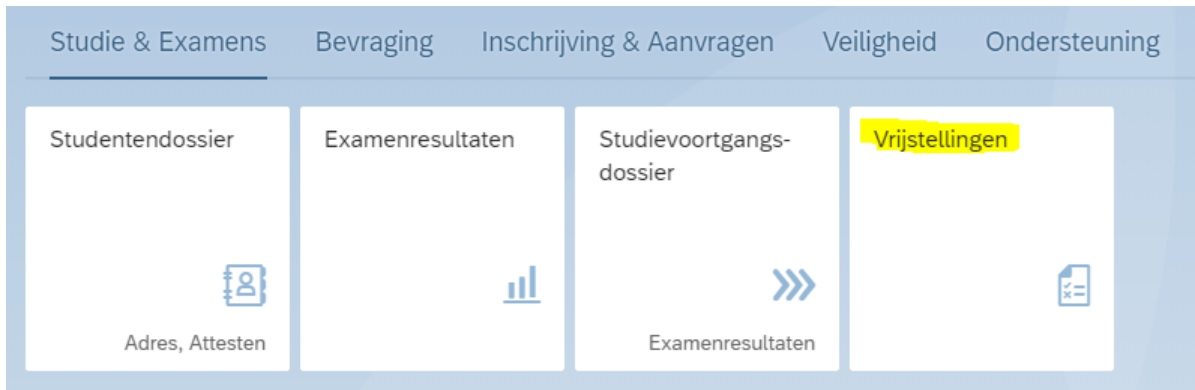 Studie & Examens Bevraging Inschrijving & Aanvragen Veiligheid Ondersteuning
Studentendossier
Adres, Attesten
Examenresultaten
Studievoortgangs-
dossier
Examenresultaten
Vrijstellingen